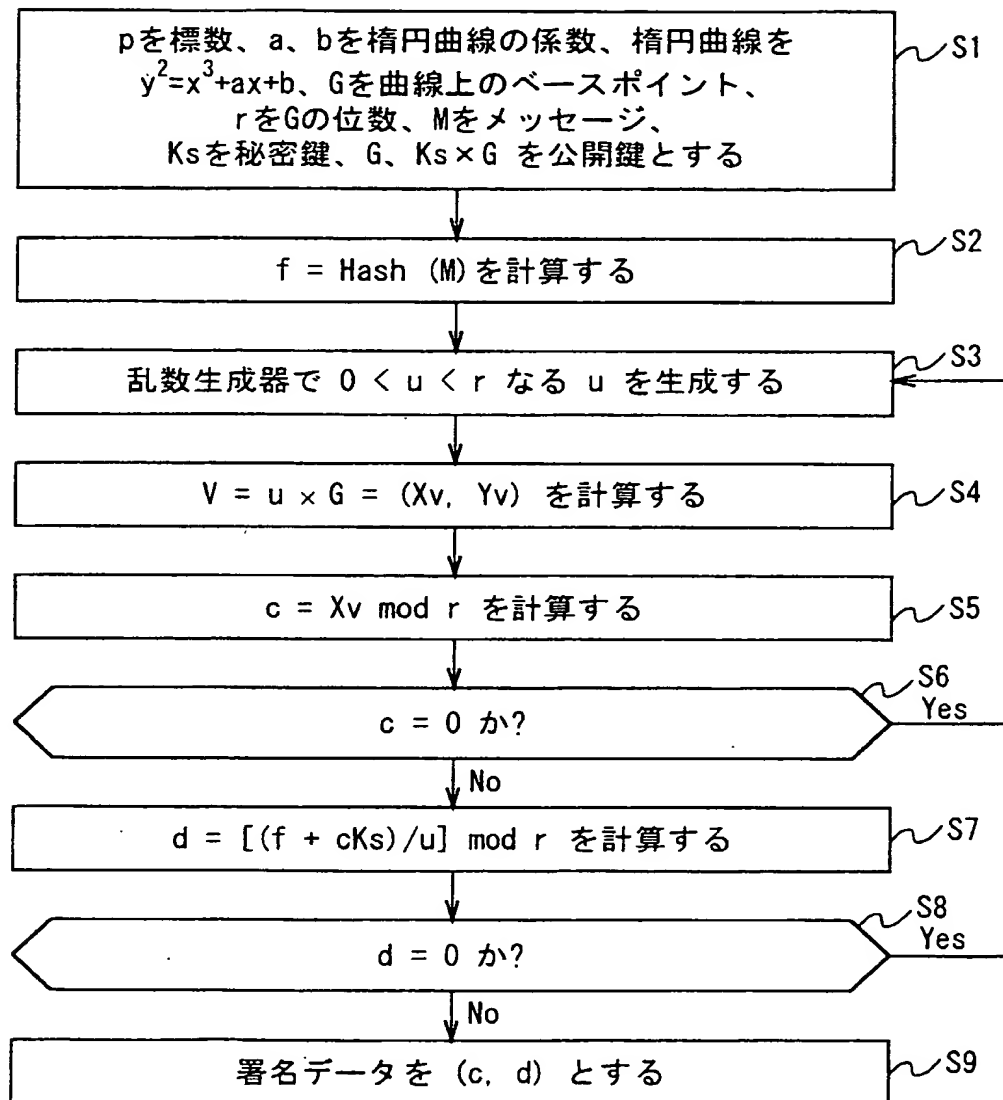 pを標数、a、bを楕円曲線の係数、楕円曲線を
y²=x³+ax+b、Gを曲線上のベースポイント、
rをGの位数、Mをメッセージ、
Ksを秘密鍵、G、Ks×G を公開鍵とする
S1
f = Hash (M)を計算する
S2
乱数生成器で 0 < u < r なる u を生成する
S3
V = u × G = (Xv, Yv) を計算する
S4
c = Xv mod r を計算する
S5
c = 0 か?
S6
Yes
No
d = [(f + cKs)/u] mod r を計算する
S7
d = 0 か?
S8
Yes
No
署名データを (c, d) とする
S9